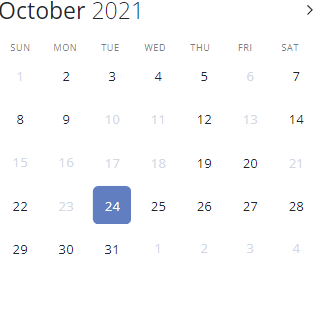 October 2021
SUN MON TUE WED THU FRI SAT
1 2 3 4 5 6 7
8 9 10 11 12 13 14
15 16 17 18 19 20 21
22 23 24 25 26 27 28
29 30 31 1 2 3 4